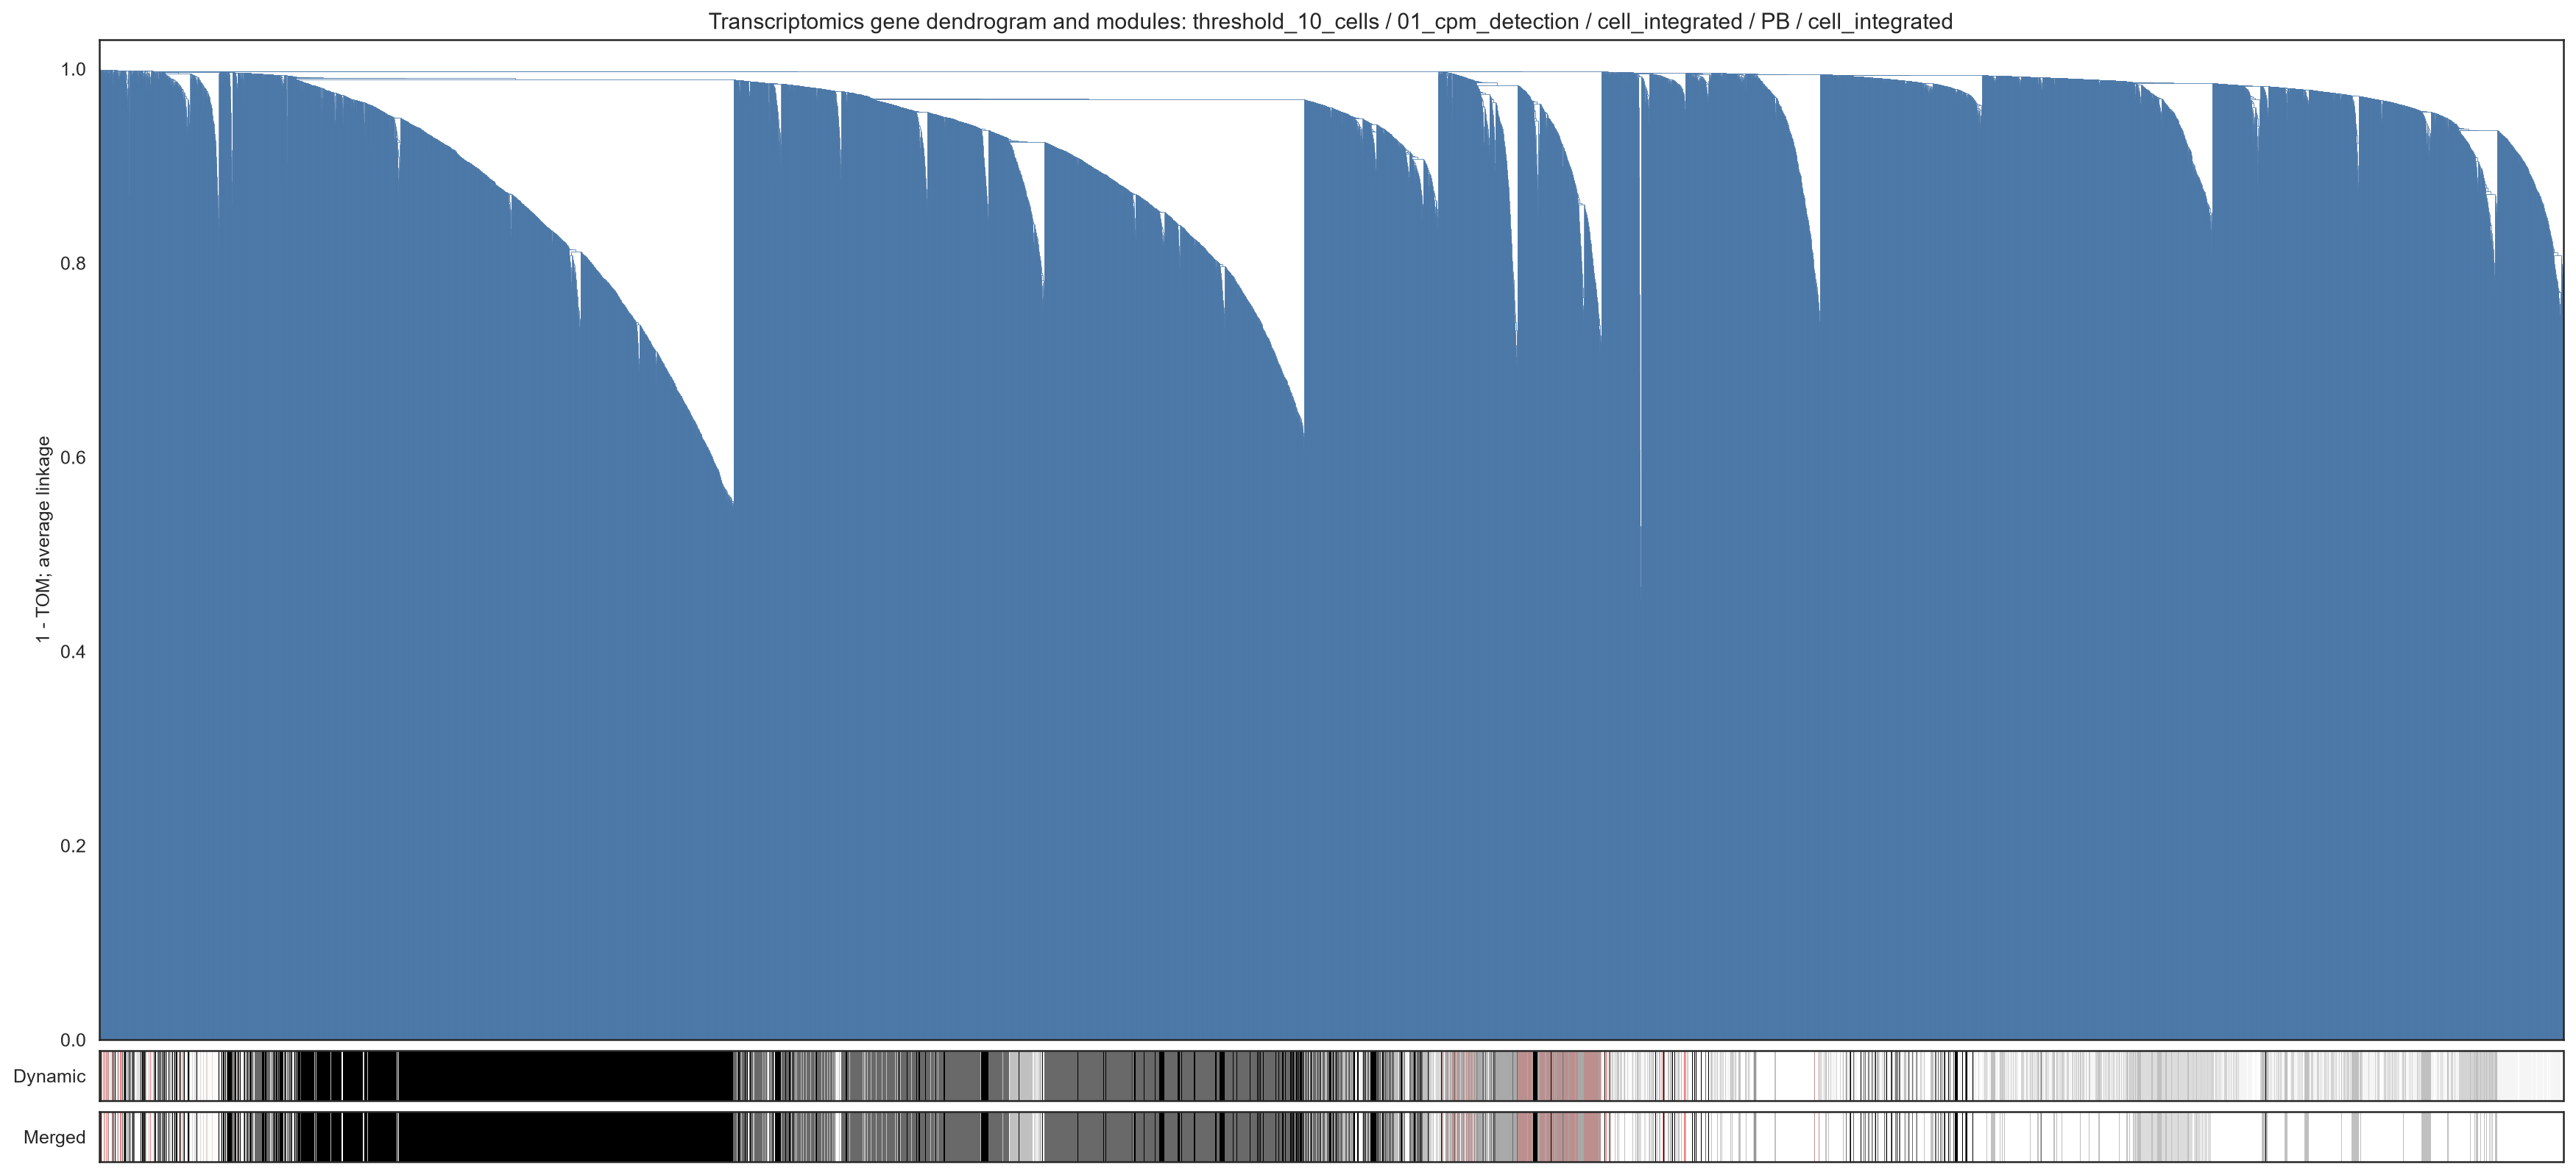 Transcriptomics gene dendrogram and modules: threshold_10_cells / 01_cpm_detection / cell_integrated / PB / cell_integrated
1.0
0.8
0.6
0.4
0.2
0.0
1 - TOM; average linkage
Dynamic
Merged